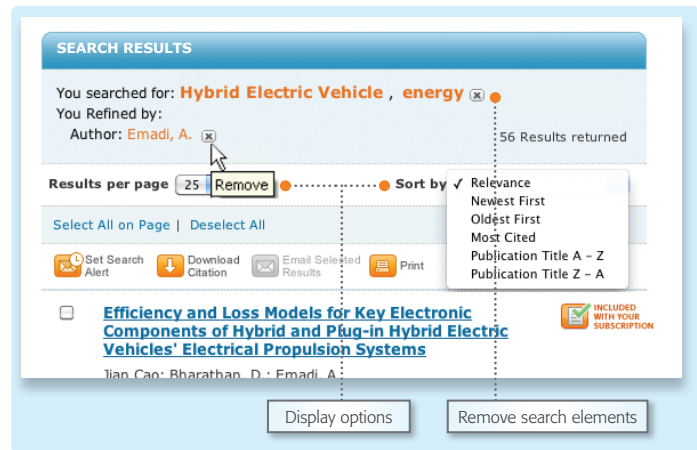 SEARCH RESULTS
You searched for: Hybrid Electric Vehicle , energy
You Refined by:
Author: Emadi, A.
56 Results returned
Results per page 25 Remove Sort by ✓ Relevance
Newest First
Oldest First
Most Cited
Publication Title A – Z
Publication Title Z – A
Select All on Page | Deselect All
Set Search Alert
Download Citation
Email Selected Results
Print
Efficiency and Loss Models for Key Electronic
Components of Hybrid and Plug-in Hybrid Electric
Vehicles' Electrical Propulsion Systems
INCLUDED
WITH YOUR
SUBSCRIPTION
Jian Cao; Bharathan, D.; Emadi, A.
Display options
Remove search elements